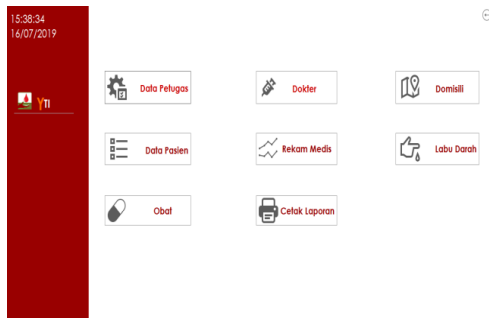 15:38:34
16/07/2019
YTI
Data Petugas
Dokter
Domisili
Data Pasien
Rekam Medis
Labu Darah
Obat
Cetak Laporan